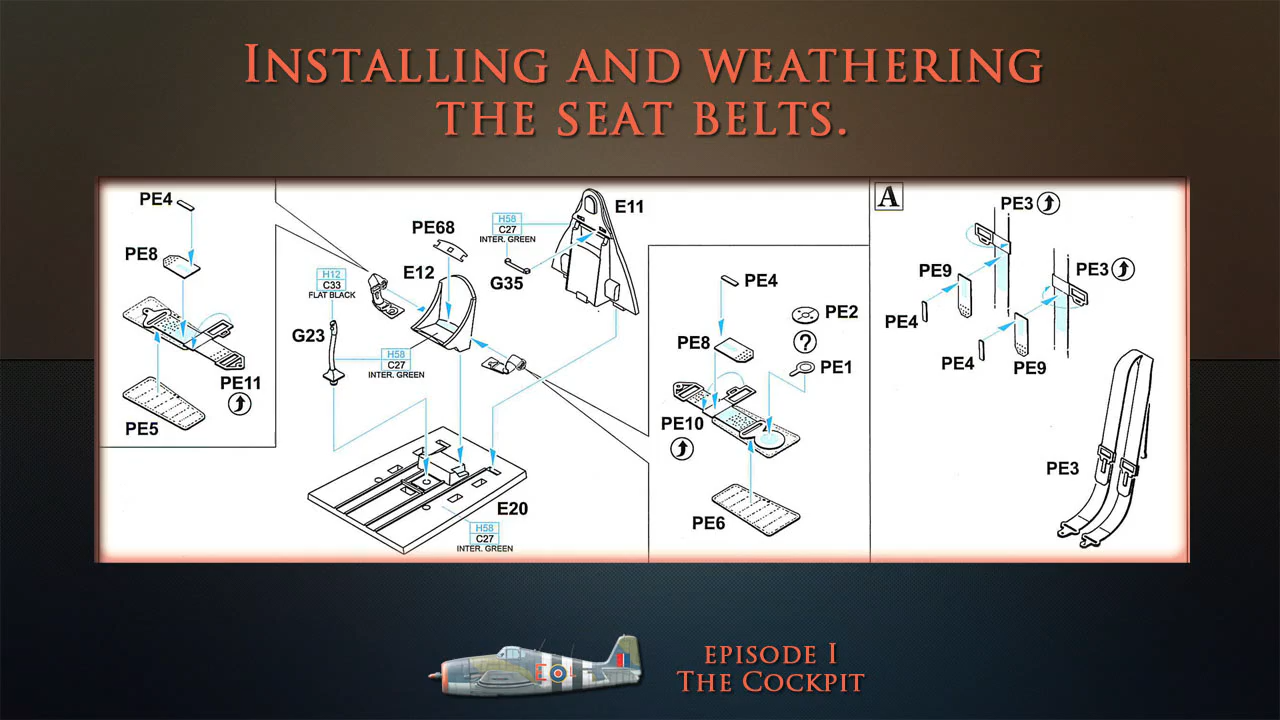 INSTALLING AND WEATHERING
THE SEAT BELTS.
PE4
PE8
PE11
PE5
H12
C33
FLAT BLACK
G23
PE68
E12
H58
C27
INTER. GREEN
H58
C27
INTER. GREEN
G35
E11
E20
H58
C27
INTER. GREEN
PE4
PE2
PE8
?
PE1
PE10
PE6
A
PE3
PE9
PE3
PE4
PE4
PE9
PE3
E
EPISODE I
THE COCKPIT